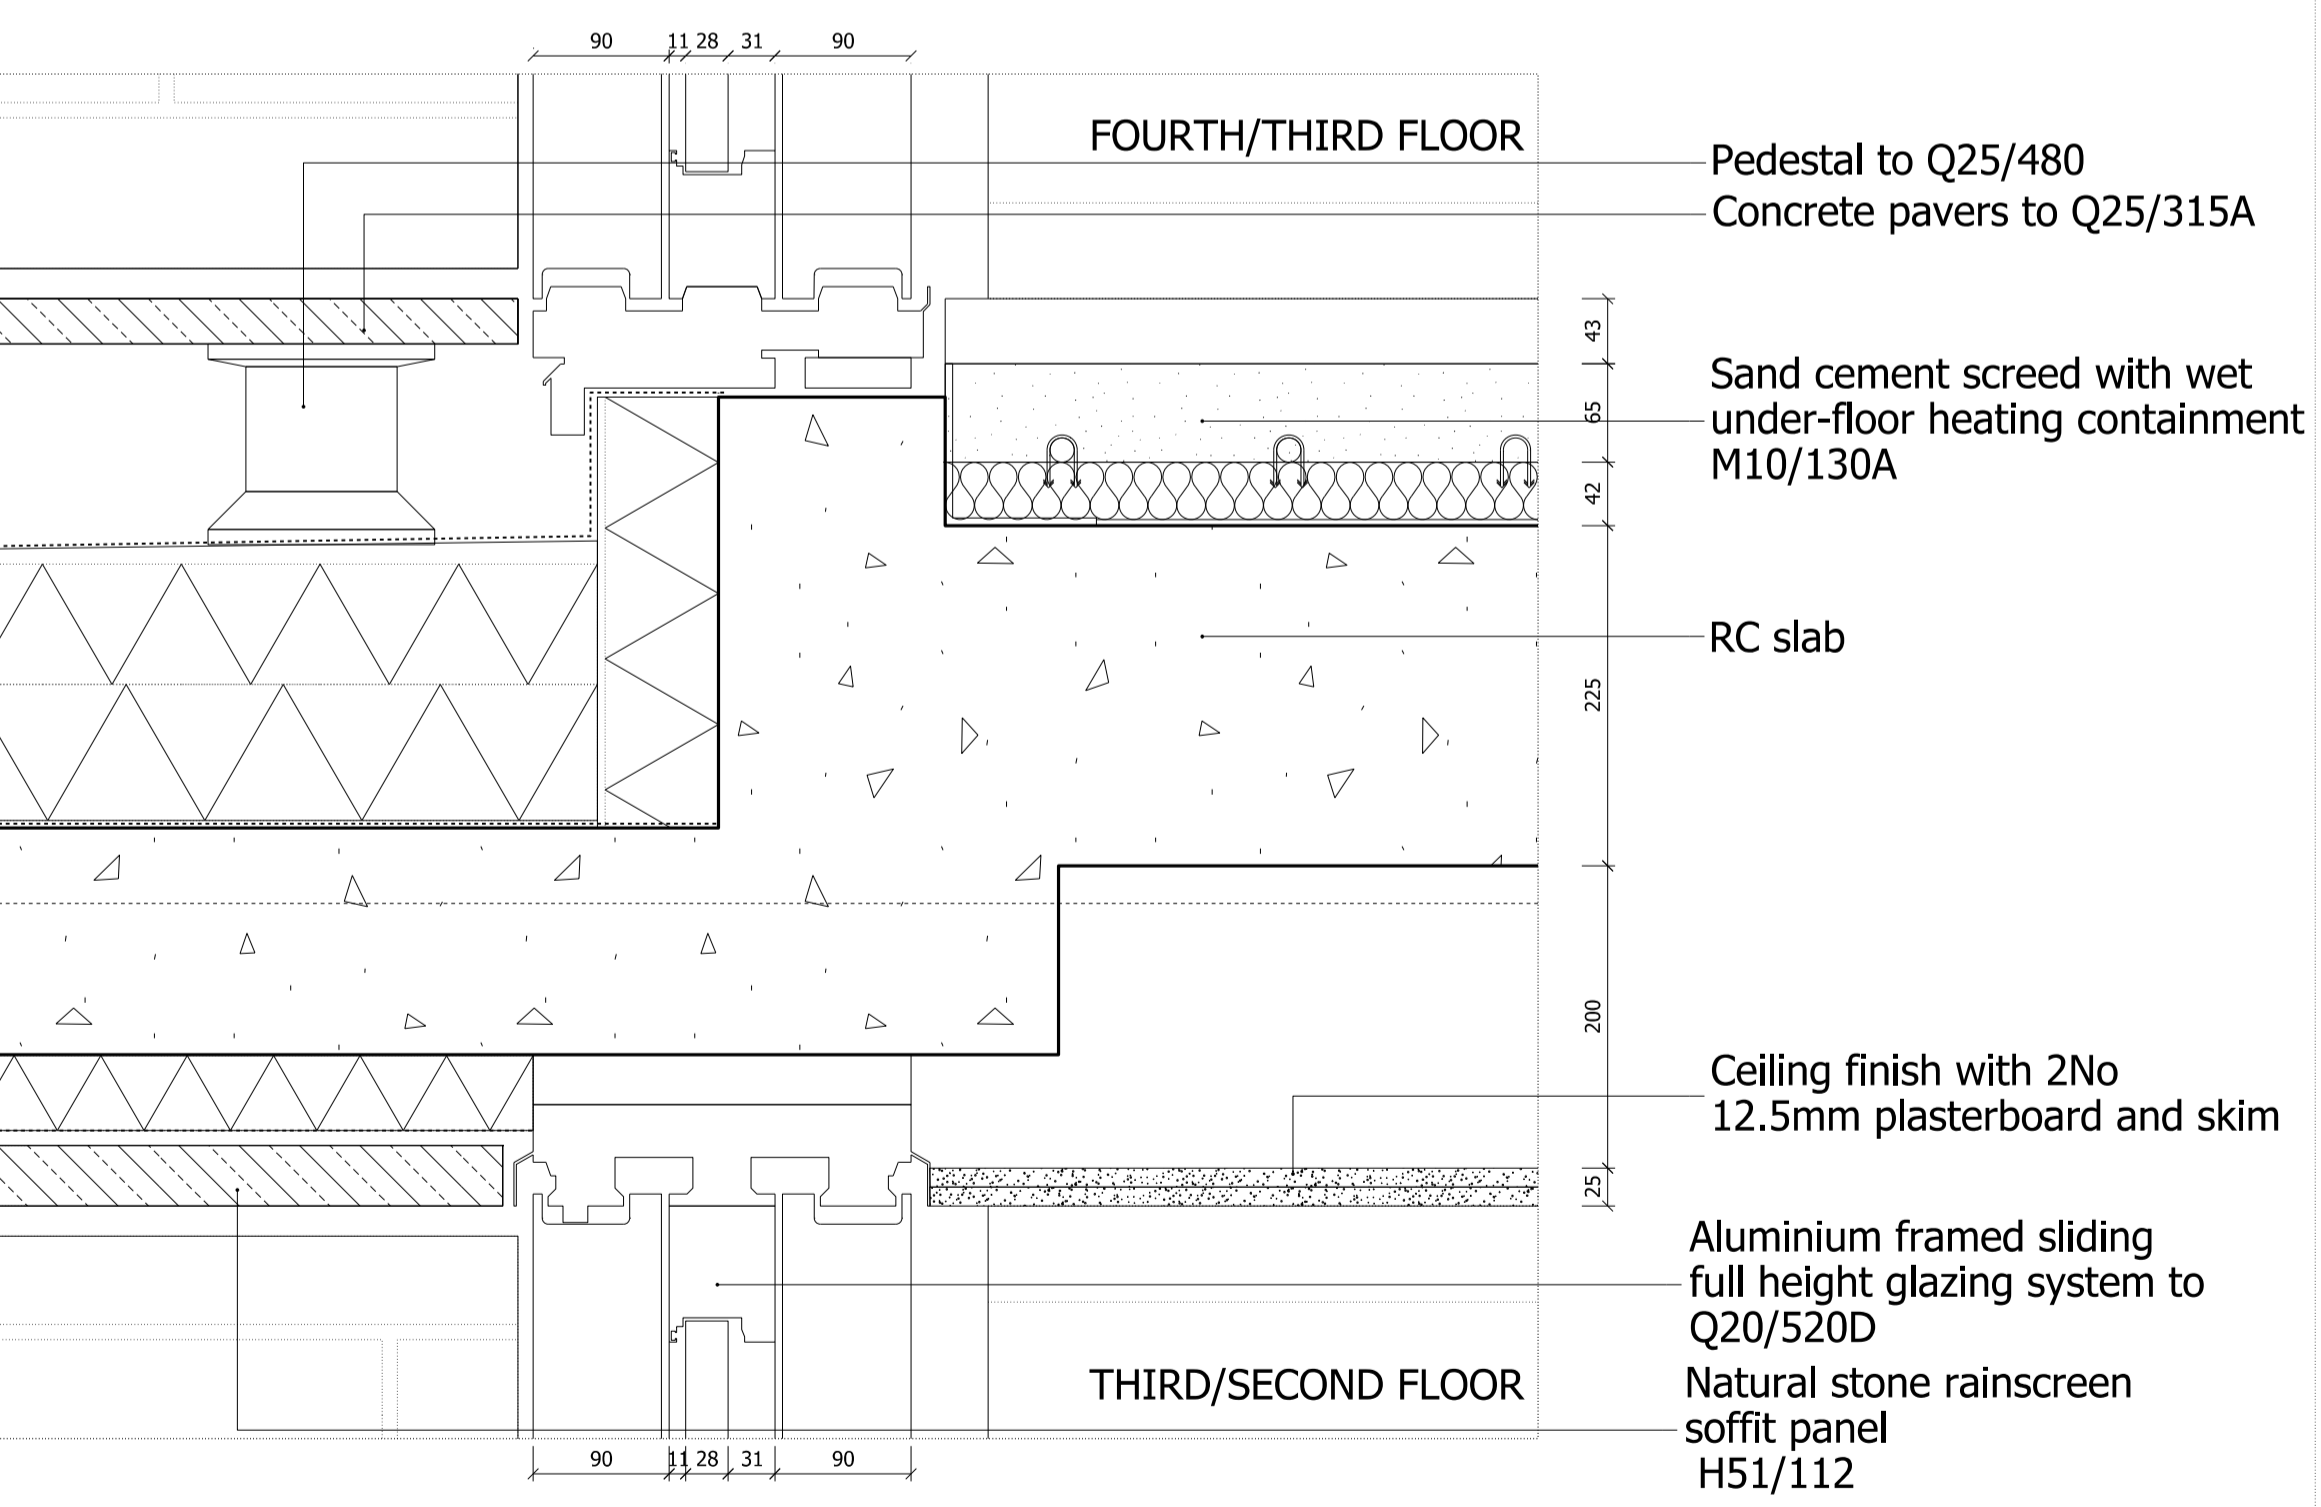 90 11 28 31 90
FOURTH/THIRD FLOOR
Pedestal to Q25/480
Concrete pavers to Q25/315A
43
Sand cement screed with wet
under-floor heating containment
M10/130A
65
42
RC slab
225
200
Ceiling finish with 2No
12.5mm plasterboard and skim
25
Aluminium framed sliding
full height glazing system to
Q20/520D
THIRD/SECOND FLOOR
Natural stone rainscreen
soffit panel
H51/112
90 11 28 31 90